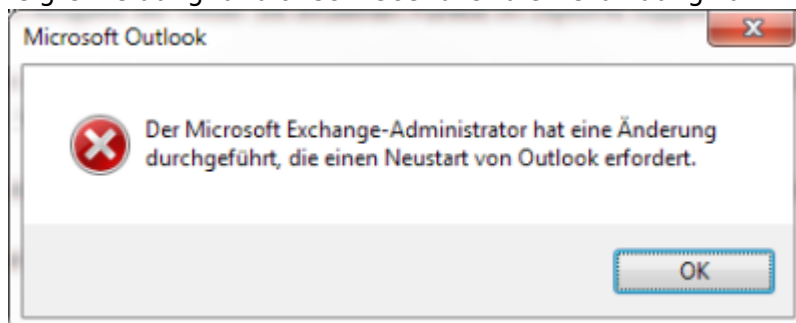 Microsoft Outlook
Der Microsoft Exchange-Administrator hat eine Änderung
durchgeführt, die einen Neustart von Outlook erfordert.
OK